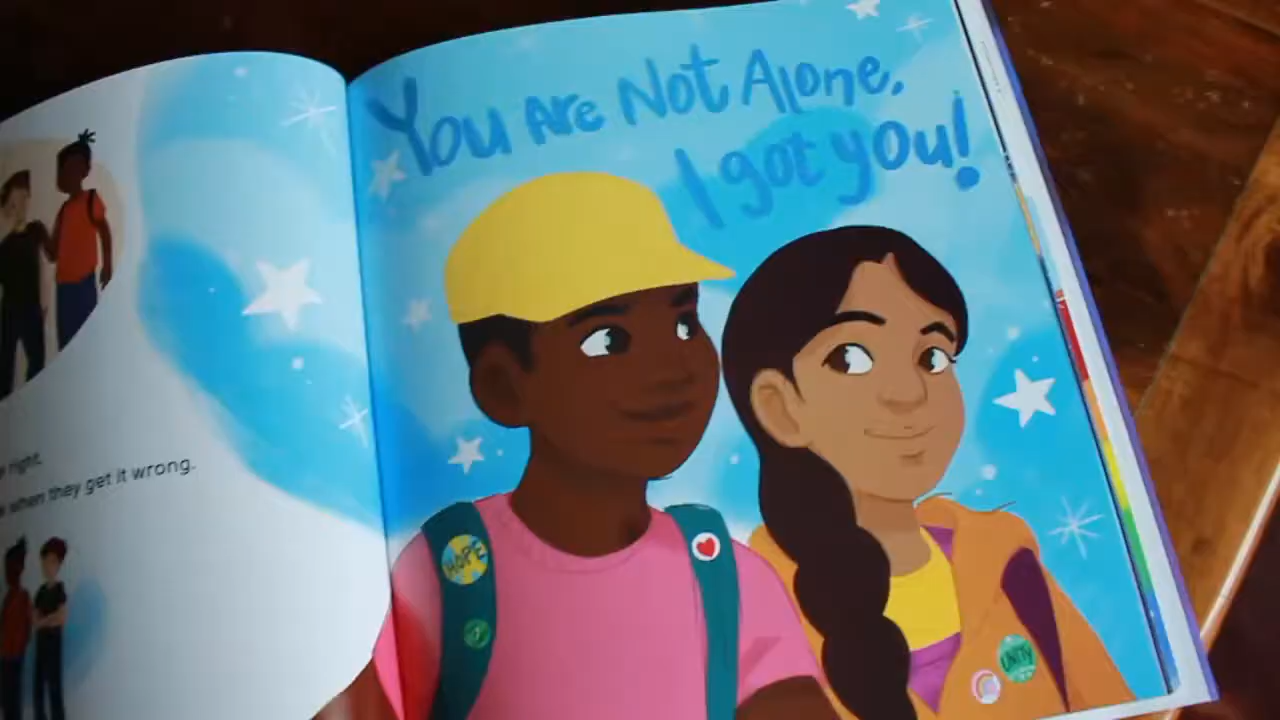 right.
when they get it wrong.
You Are Not Alone,
I got you!
HOPE
UNITY